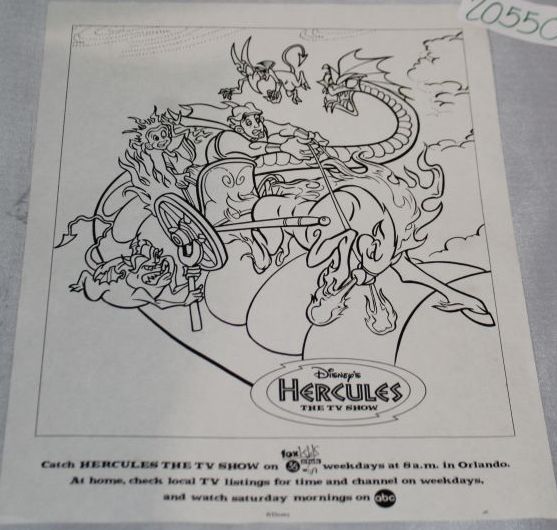 20550
DISNEY'S
HERCULES
THE TV SHOW
fox kids
Catch HERCULES THE TV SHOW on weekdays at 8 a.m. in Orlando.
At home, check local TV listings for time and channel on weekdays,
and watch saturday mornings on abc
©Disney